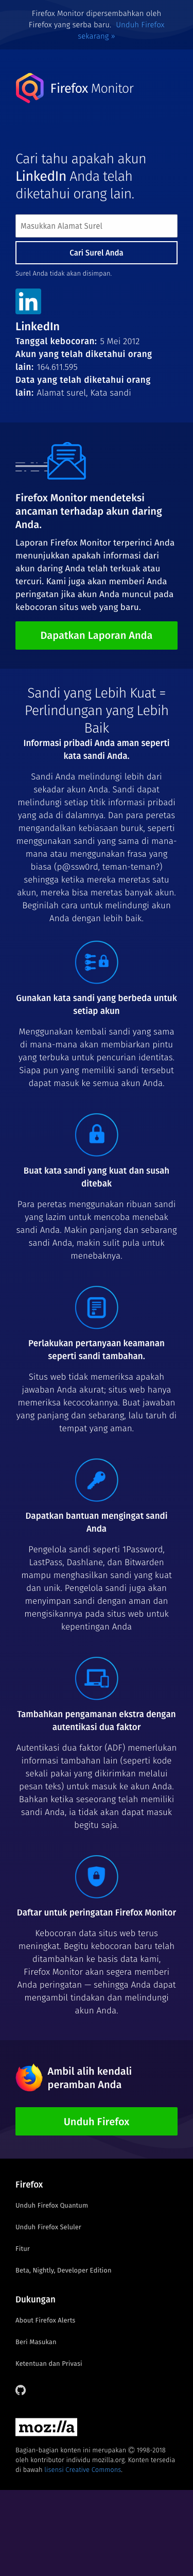 Firefox Monitor dipersembahkan oleh
Firefox yang serba baru. Unduh Firefox
sekarang »
Firefox Monitor
Cari tahu apakah akun
LinkedIn Anda telah
diketahui orang lain.
Masukkan Alamat Surel
Cari Surel Anda
Surel Anda tidak akan disimpan.
in
LinkedIn
Tanggal kebocoran: 5 Mei 2012
Akun yang telah diketahui orang
lain: 164.611.595
Data yang telah diketahui orang
lain: Alamat surel, Kata sandi
Firefox Monitor mendeteksi
ancaman terhadap akun daring
Anda.
Laporan Firefox Monitor terperinci Anda
menunjukkan apakah informasi dari
akun daring Anda telah terkuak atau
tercuri. Kami juga akan memberi Anda
peringatan jika akun Anda muncul pada
kebocoran situs web yang baru.
Dapatkan Laporan Anda
Sandi yang Lebih Kuat =
Perlindungan yang Lebih
Baik
Informasi pribadi Anda aman seperti
kata sandi Anda.
Sandi Anda melindungi lebih dari
sekadar akun Anda. Sandi dapat
melindungi setiap titik informasi pribadi
yang ada di dalamnya. Dan para peretas
mengandalkan kebiasaan buruk, seperti
menggunakan sandi yang sama di mana-
mana atau menggunakan frasa yang
biasa (p@ssw0rd, teman-teman?)
sehingga ketika mereka meretas satu
akun, mereka bisa meretas banyak akun.
Beginilah cara untuk melindungi akun
Anda dengan lebih baik.
Gunakan kata sandi yang berbeda untuk
setiap akun
Menggunakan kembali sandi yang sama
di mana-mana akan membiarkan pintu
yang terbuka untuk pencurian identitas.
Siapa pun yang memiliki sandi tersebut
dapat masuk ke semua akun Anda.
Buat kata sandi yang kuat dan susah
ditebak
Para peretas menggunakan ribuan sandi
yang lazim untuk mencoba menebak
sandi Anda. Makin panjang dan sebarang
sandi Anda, makin sulit pula untuk
menebaknya.
Perlakukan pertanyaan keamanan
seperti sandi tambahan.
Situs web tidak memeriksa apakah
jawaban Anda akurat; situs web hanya
memeriksa kecocokannya. Buat jawaban
yang panjang dan sebarang, lalu taruh di
tempat yang aman.
Dapatkan bantuan mengingat sandi
Anda
Pengelola sandi seperti 1Password,
LastPass, Dashlane, dan Bitwarden
mampu menghasilkan sandi yang kuat
dan unik. Pengelola sandi juga akan
menyimpan sandi dengan aman dan
mengisikannya pada situs web untuk
kepentingan Anda
Tambahkan pengamanan ekstra dengan
autentikasi dua faktor
Autentikasi dua faktor (ADF) memerlukan
informasi tambahan lain (seperti kode
sekali pakai yang dikirimkan melalui
pesan teks) untuk masuk ke akun Anda.
Bahkan ketika seseorang telah memiliki
sandi Anda, ia tidak akan dapat masuk
begitu saja.
Daftar untuk peringatan Firefox Monitor
Kebocoran data situs web terus
meningkat. Begitu kebocoran baru telah
ditambahkan ke basis data kami,
Firefox Monitor akan segera memberi
Anda peringatan — sehingga Anda dapat
mengambil tindakan dan melindungi
akun Anda.
Ambil alih kendali
peramban Anda
Unduh Firefox
Firefox
Unduh Firefox Quantum
Unduh Firefox Seluler
Fitur
Beta, Nightly, Developer Edition
Dukungan
About Firefox Alerts
Beri Masukan
Ketentuan dan Privasi
moz://a
Bagian-bagian konten ini merupakan © 1998-2018
oleh kontributor individu mozilla.org. Konten tersedia
di bawah lisensi Creative Commons.